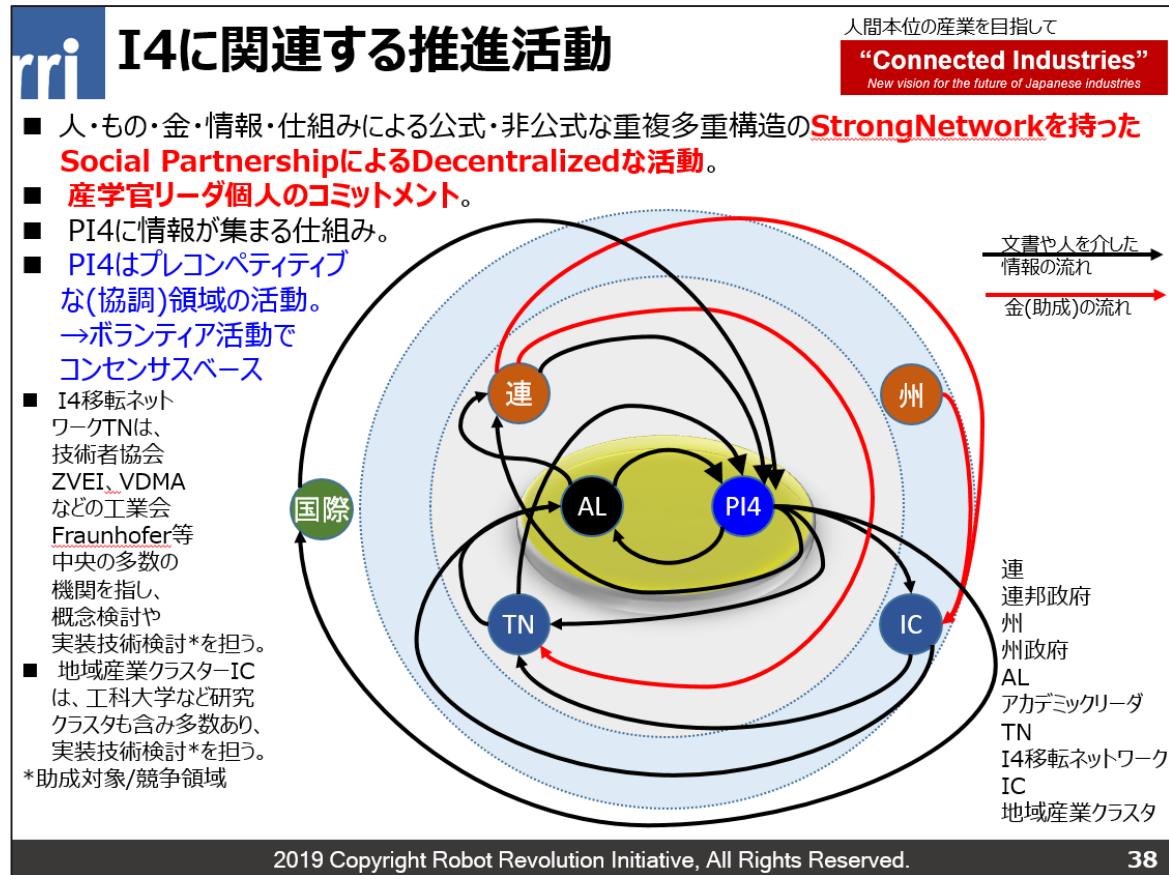 rri
I4に関連する推進活動
人間本位の産業を目指して
“Connected Industries”
New vision for the future of Japanese industries
■ 人・もの・金・情報・仕組みによる公式・非公式な重複多重構造のStrongNetworkを持った
Social PartnershipによるDecentralizedな活動。
■ 産学官リーダ個人のコミットメント。
■ PI4に情報が集まる仕組み。
■ PI4はプレコンペティティブ
な(協調)領域の活動。
→ボランティア活動で
コンセンサスベース
■ I4移転ネット
ワークTNは、
技術者協会
ZVEI、VDMA
などの工業会
Fraunhofer等
中央の多数の
機関を指し、
概念検討や
実装技術検討*を担う。
■ 地域産業クラスターIC
は、工科大学など研究
クラスタも含み多数あり、
実装技術検討*を担う。
*助成対象/競争領域
文書や人を介した
情報の流れ
金(助成)の流れ
連
州
国際
AL
PI4
TN
IC
連
連邦政府
州
州政府
AL
アカデミックリーダ
TN
I4移転ネットワーク
IC
地域産業クラスタ
2019 Copyright Robot Revolution Initiative, All Rights Reserved.
38